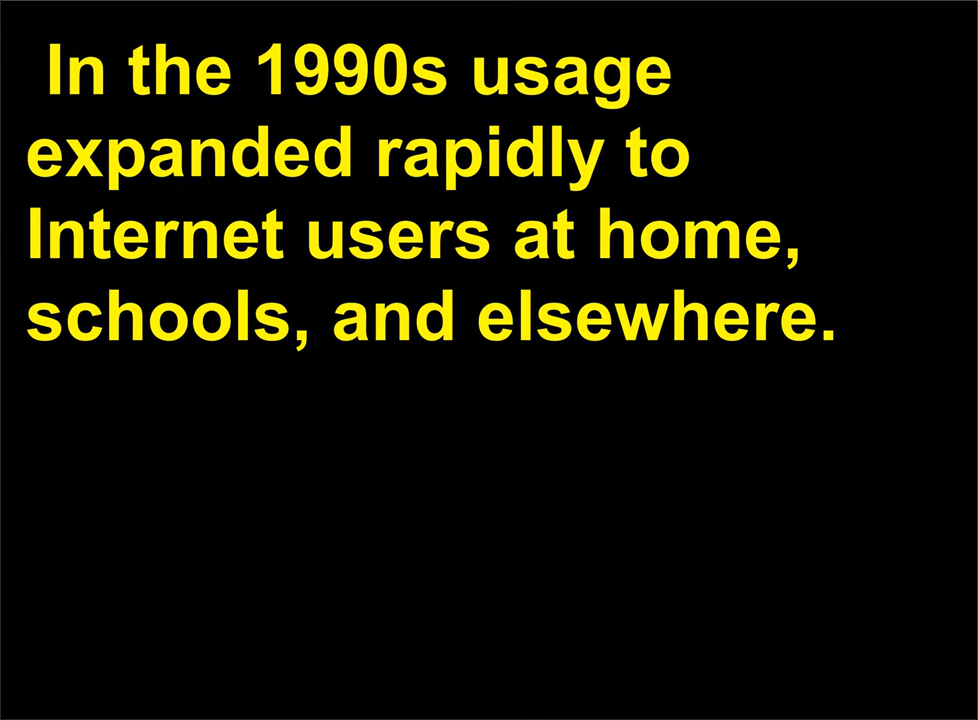 In the 1990s usage
expanded rapidly to
Internet users at home,
schools, and elsewhere.